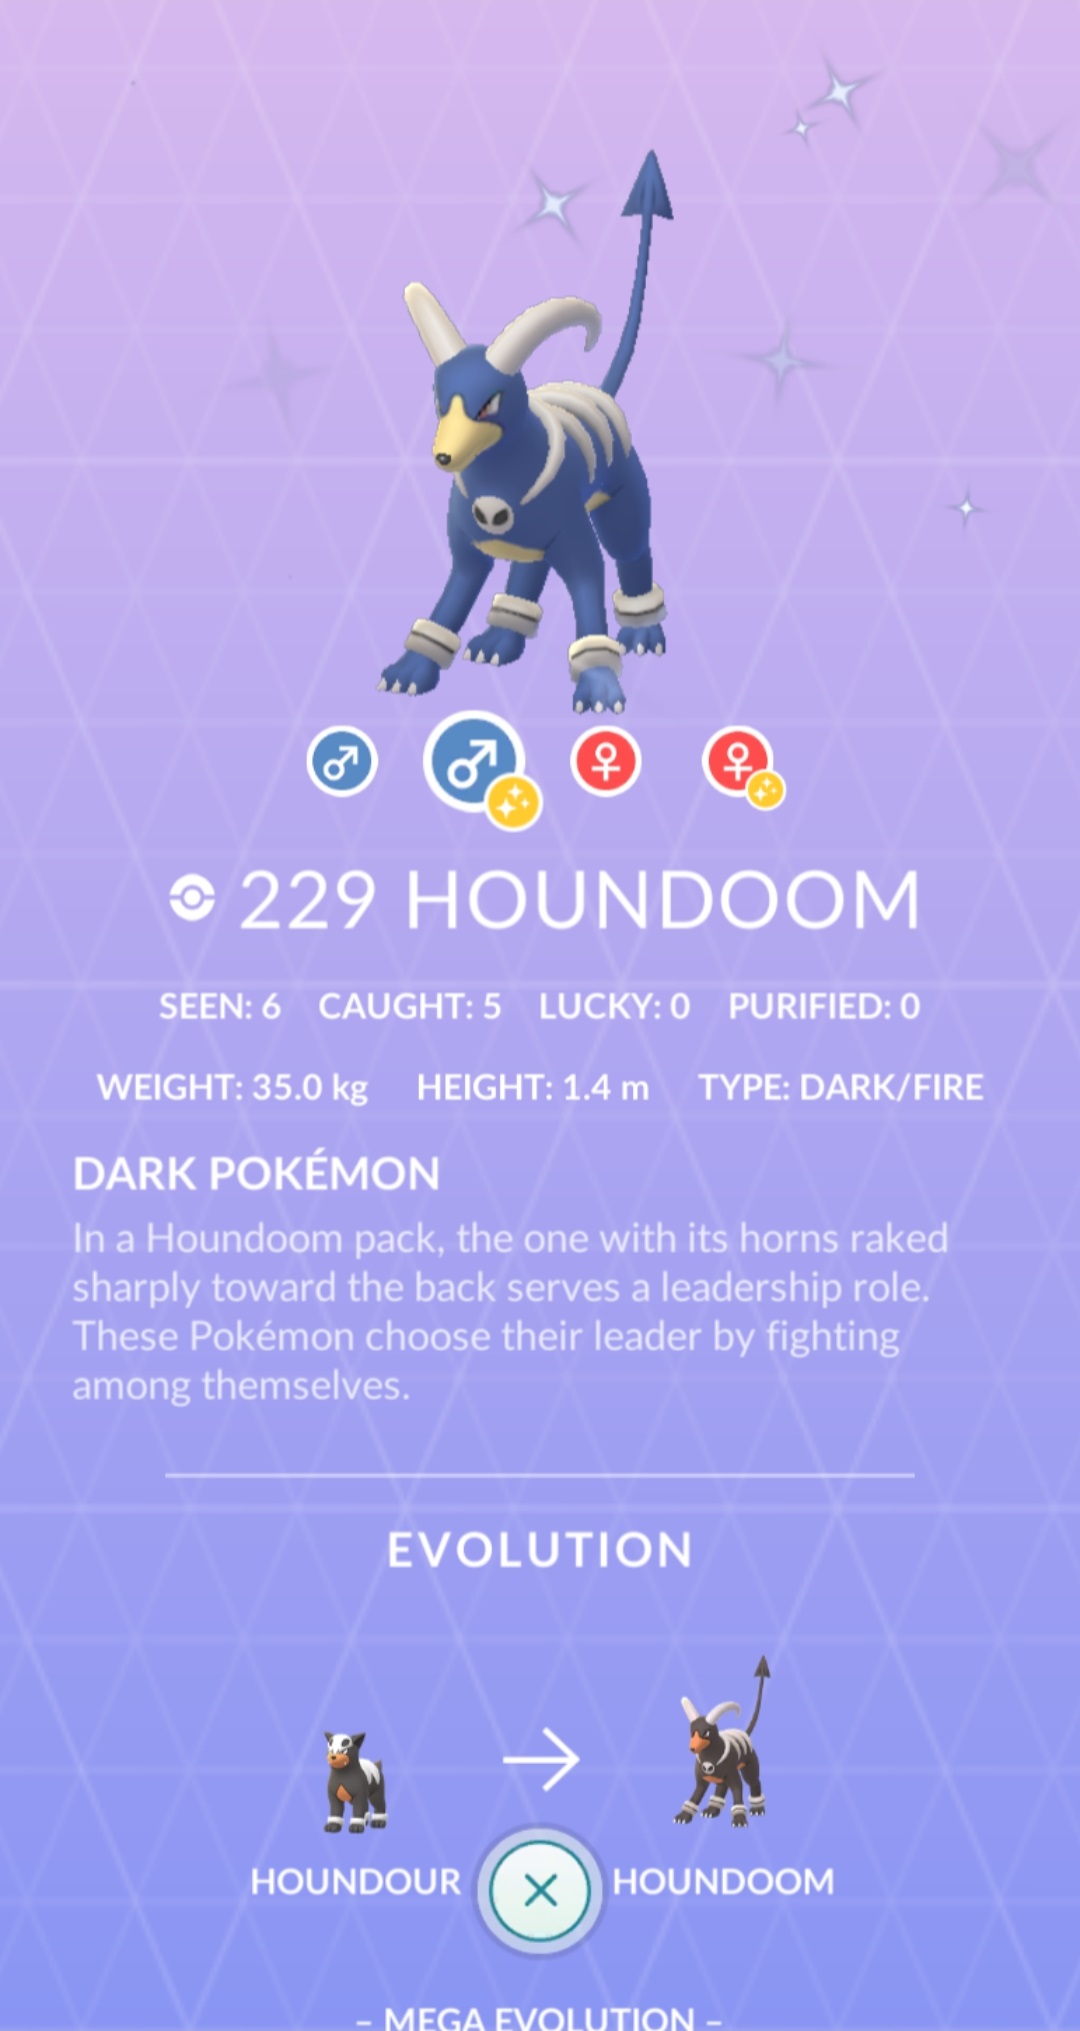 229 HOUNDOOM
SEEN: 6 CAUGHT: 5 LUCKY: 0 PURIFIED: 0
WEIGHT: 35.0 kg HEIGHT: 1.4 m TYPE: DARK/FIRE
DARK POKÉMON
In a Houndoom pack, the one with its horns raked
sharply toward the back serves a leadership role.
These Pokémon choose their leader by fighting
among themselves.
EVOLUTION
HOUNDOUR HOUNDOOM
– MEGA EVOLUTION –